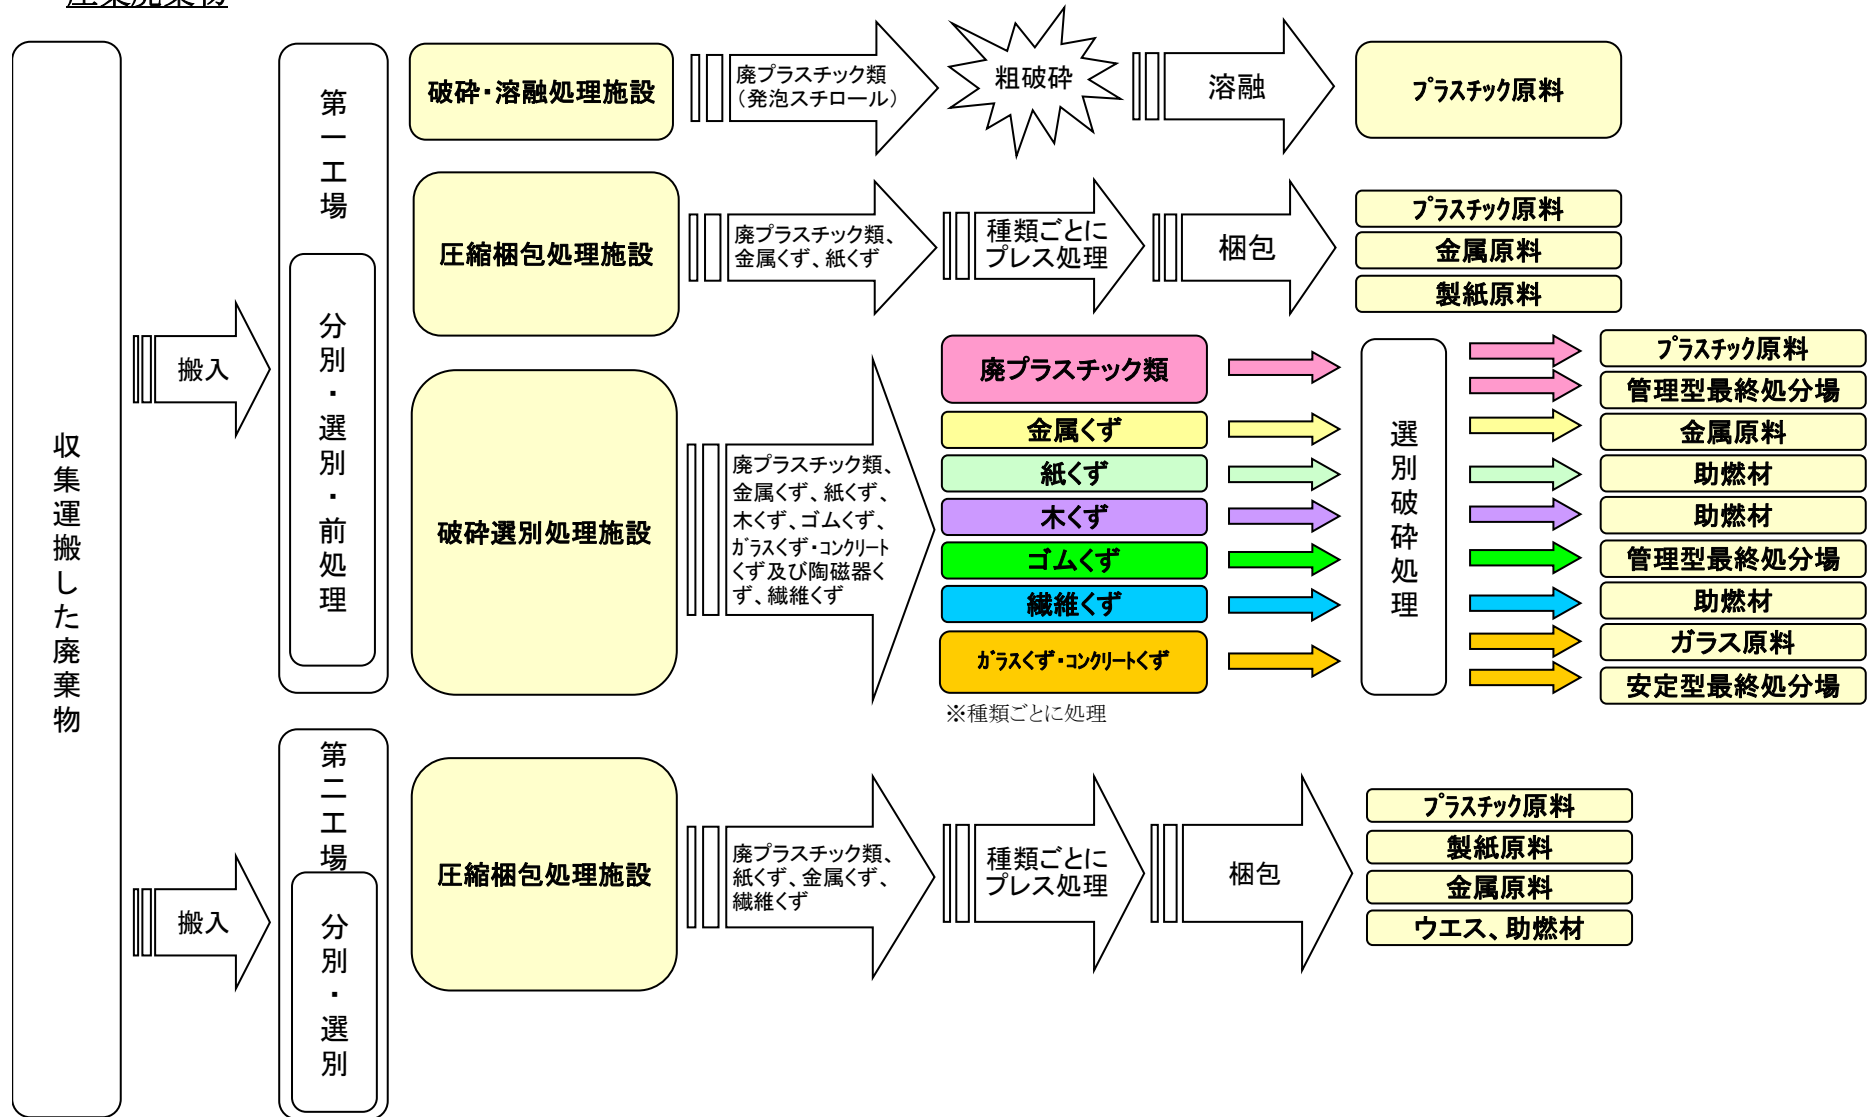 産業廃棄物
収集運搬した廃棄物
搬入
第一工場
分別・選別・前処理
破砕・溶融処理施設
廃プラスチック類
（発泡スチロール）
粗破砕
溶融
プラスチック原料
圧縮梱包処理施設
廃プラスチック類、
金属くず、紙くず
種類ごとに
プレス処理
梱包
プラスチック原料
金属原料
製紙原料
破砕選別処理施設
廃プラスチック類、
金属くず、紙くず、
木くず、ゴムくず、
ガラスくず・コンクリート
くず及び陶磁器く
ず、繊維くず
廃プラスチック類
金属くず
紙くず
木くず
ゴムくず
繊維くず
ガラスくず・コンクリートくず
※種類ごとに処理
選別破砕処理
プラスチック原料
管理型最終処分場
金属原料
助燃材
助燃材
管理型最終処分場
助燃材
ガラス原料
安定型最終処分場
搬入
第二工場
分別・選別
圧縮梱包処理施設
廃プラスチック類、
紙くず、金属くず、
繊維くず
種類ごとに
プレス処理
梱包
プラスチック原料
製紙原料
金属原料
ウエス、助燃材